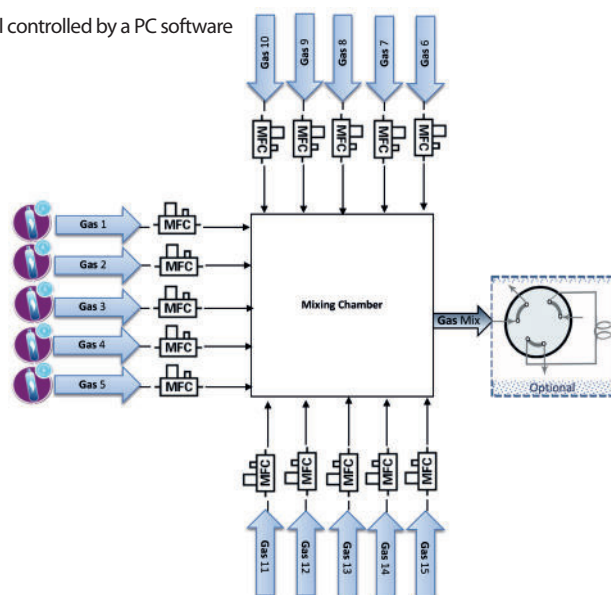 l controlled by a PC software
Gas 10
Gas 9
Gas 8
Gas 7
Gas 6
MFC
MFC
MFC
MFC
MFC
Gas 1
MFC
Gas 2
MFC
Gas 3
MFC
Gas 4
MFC
Gas 5
MFC
Mixing Chamber
Gas Mix
Optional
MFC
MFC
MFC
MFC
MFC
Gas 11
Gas 12
Gas 13
Gas 14
Gas 15